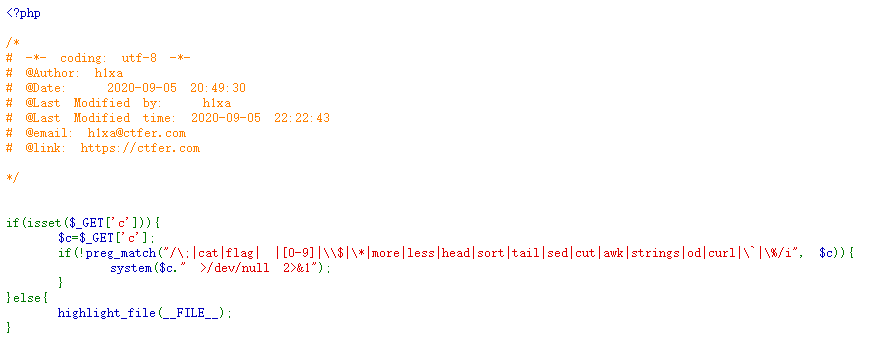 <?php
/*
# -*- coding: utf-8 -*-
# @Author: h1xa
# @Date:   2020-09-05 20:49:30
# @Last Modified by:   h1xa
# @Last Modified time: 2020-09-05 22:22:43
# @email: h1xa@ctfer.com
# @link: https://ctfer.com
*/
if(isset($_GET['c'])){
    $c=$_GET['c'];
    if(!preg_match("/\;|cat|flag| |[0-9]|\\$|\*|more|less|head|sort|tail|sed|cut|awk|strings|od|curl|\`|\%/i", $c)){
        system($c." >/dev/null 2>&1");
    }
}else{
    highlight_file(__FILE__);
}